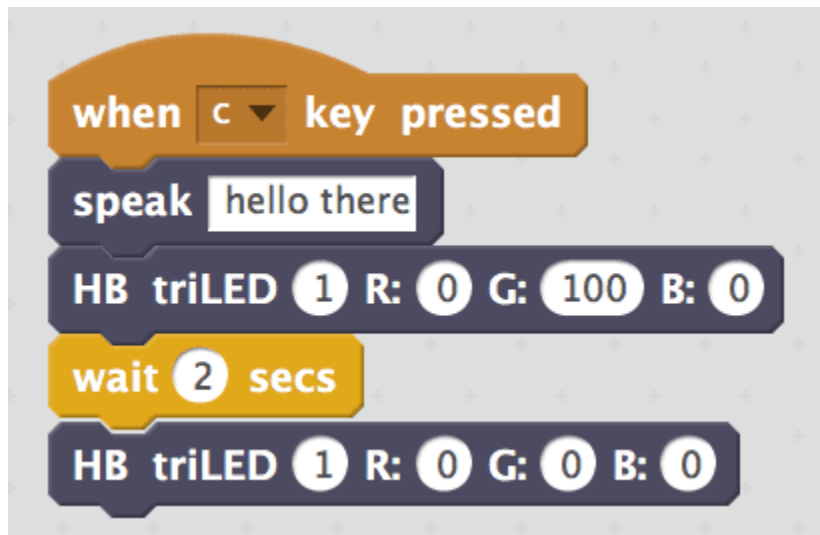 when c key pressed
speak hello there
HB triLED 1 R: 0 G: 100 B: 0
wait 2 secs
HB triLED 1 R: 0 G: 0 B: 0